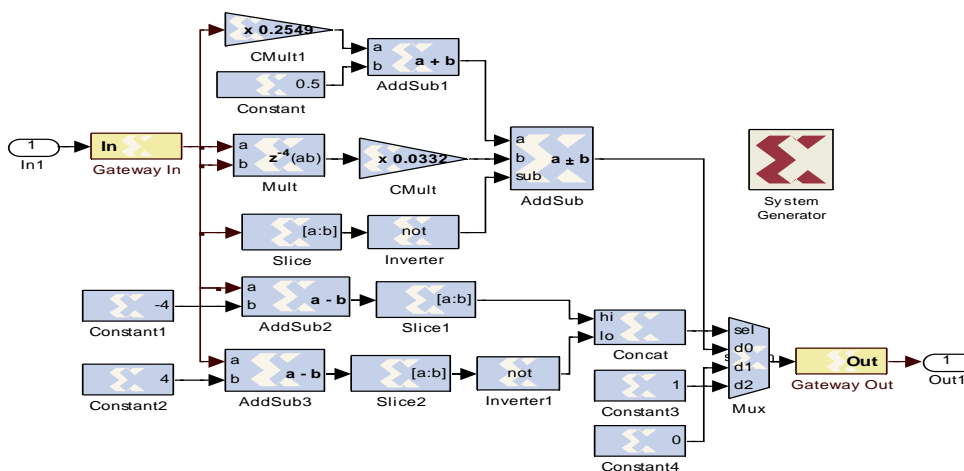 x 0.2549
CMult1
a
b
a + b
AddSub1
0.5
Constant
1
In1
In
Gateway In
a
b
z-4(ab)
Mult
x 0.0332
CMult
a
b
sub
a ± b
AddSub
System
Generator
[a:b]
Slice
not
Inverter
-4
Constant1
a
b
a - b
AddSub2
[a:b]
Slice1
hi
lo
Concat
sel
d0
d1
d2
Mux
Out
Gateway Out
1
Out1
4
Constant2
a
b
a - b
AddSub3
[a:b]
Slice2
not
Inverter1
1
Constant3
0
Constant4